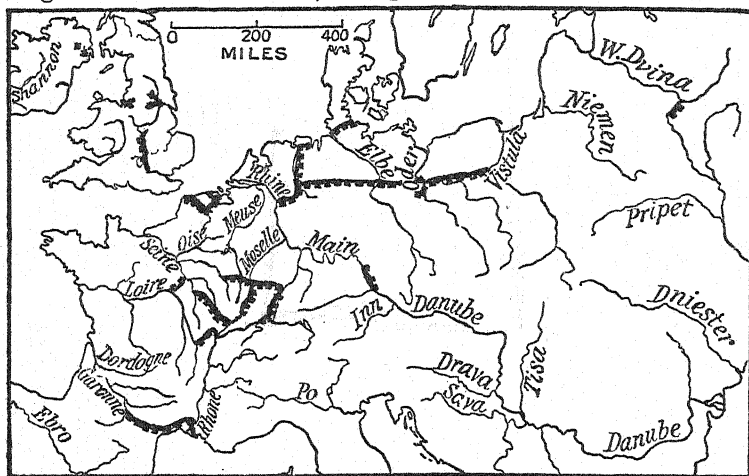 0 200 400
MILES
Shannon
W. Dvina
Niemen
Elbe
Oder
Vistula
Rhine
Meuse
Oise
Seine
Moselle
Main
Pripet
Loire
Inn
Danube
Dniester
Dordogne
Garonne
Rhone
Po
Drava
Sava
Tisa
Ebro
Danube